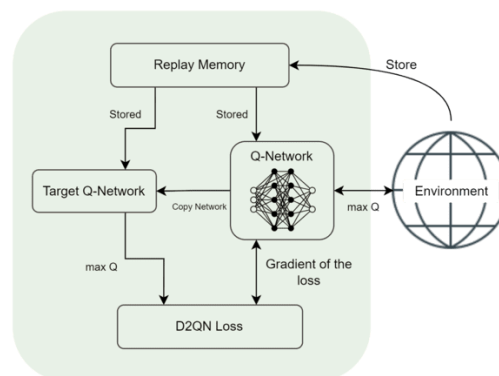 Replay Memory
Store
Stored
Stored
Q-Network
Target Q-Network
Copy Network
max Q
Environment
max Q
Gradient of the
loss
D2QN Loss